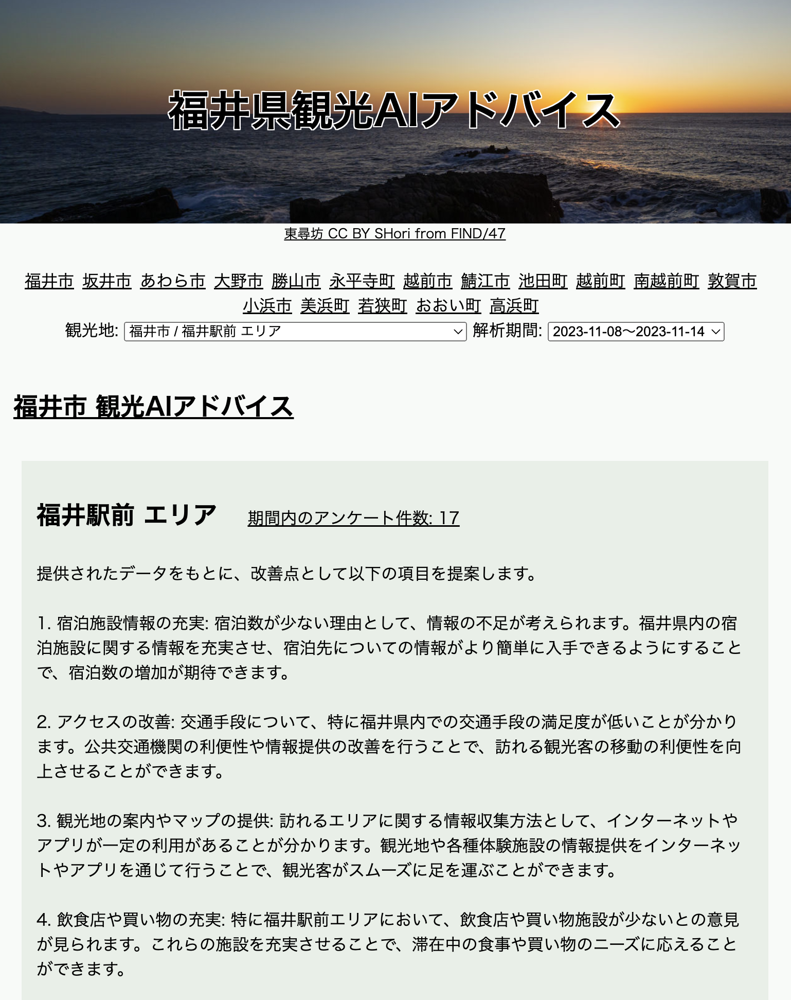 福井県観光AIアドバイス
東尋坊 CC BY SHori from FIND/47
福井市 坂井市 あわら市 大野市 勝山市 永平寺町 越前市 鯖江市 池田町 越前町 南越前町 敦賀市
小浜市 美浜町 若狭町 おおい町 高浜町
観光地: 福井市 / 福井駅前 エリア 解析期間: 2023-11-08〜2023-11-14
福井市 観光AIアドバイス
福井駅前 エリア 期間内のアンケート件数: 17
提供されたデータをもとに、改善点として以下の項目を提案します。
1. 宿泊施設情報の充実: 宿泊数が少ない理由として、情報の不足が考えられます。福井県内の宿
泊施設に関する情報を充実させ、宿泊先についての情報がより簡単に入手できるようにすること
で、宿泊数の増加が期待できます。
2. アクセスの改善: 交通手段について、特に福井県内での交通手段の満足度が低いことが分かり
ます。公共交通機関の利便性や情報提供の改善を行うことで、訪れる観光客の移動の利便性を向
上させることができます。
3. 観光地の案内やマップの提供: 訪れるエリアに関する情報収集方法として、インターネットや
アプリが一定の利用があることが分かります。観光地や各種体験施設の情報提供をインターネッ
トやアプリを通じて行うことで、観光客がスムーズに足を運ぶことができます。
4. 飲食店や買い物の充実: 特に福井駅前エリアにおいて、飲食店や買い物施設が少ないとの意見
が見られます。これらの施設を充実させることで、滞在中の食事や買い物のニーズに応えること
ができます。